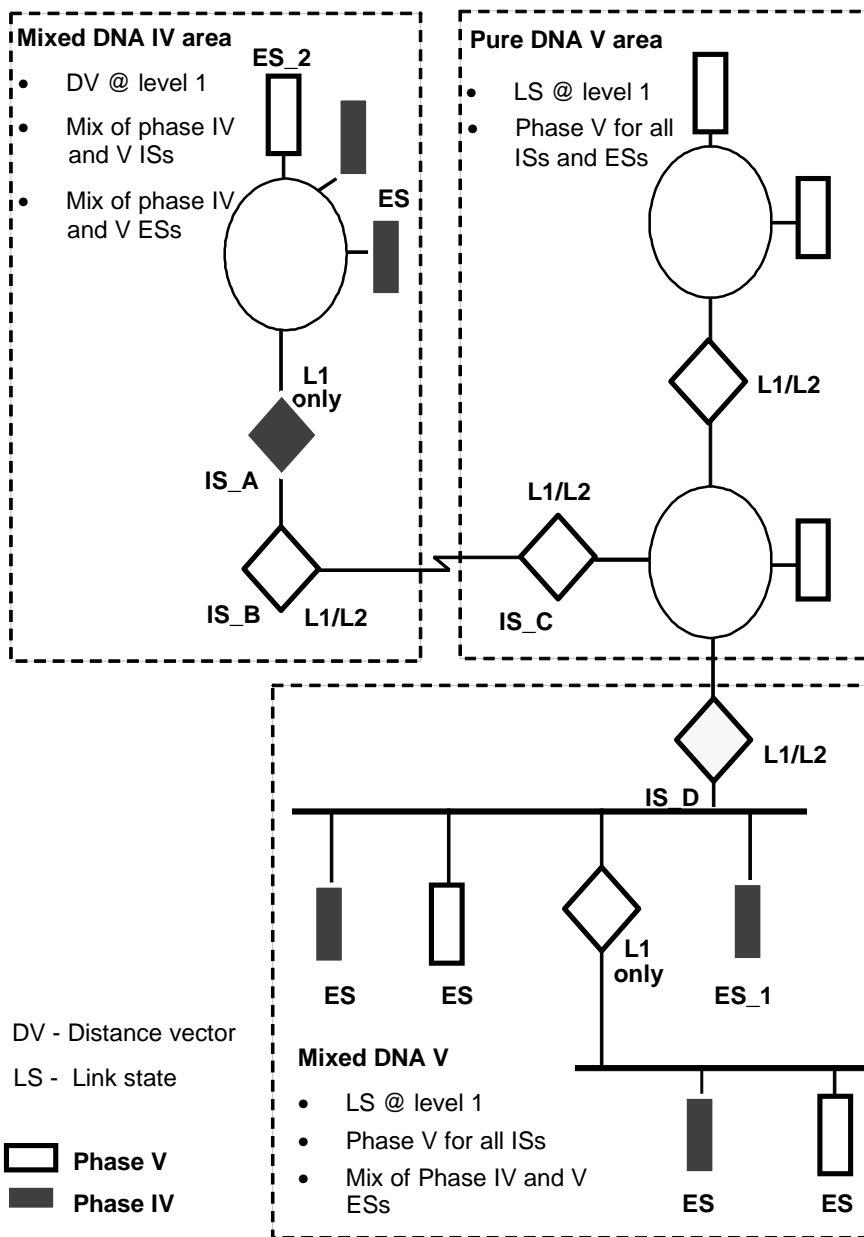 Mixed DNA IV area
• DV @ level 1
• Mix of phase IV
and V ISs
• Mix of phase IV
and V ESs
ES_2
ES
L1
only
IS_A
IS_B
L1/L2
Pure DNA V area
• LS @ level 1
• Phase V for all
ISs and ESs
L1/L2
L1/L2
IS_C
L1/L2
IS_D
ES
ES
L1
only
ES_1
Mixed DNA V
• LS @ level 1
• Phase V for all ISs
• Mix of Phase IV and V
ESs
ES
ES
DV - Distance vector
LS - Link state
Phase V
Phase IV